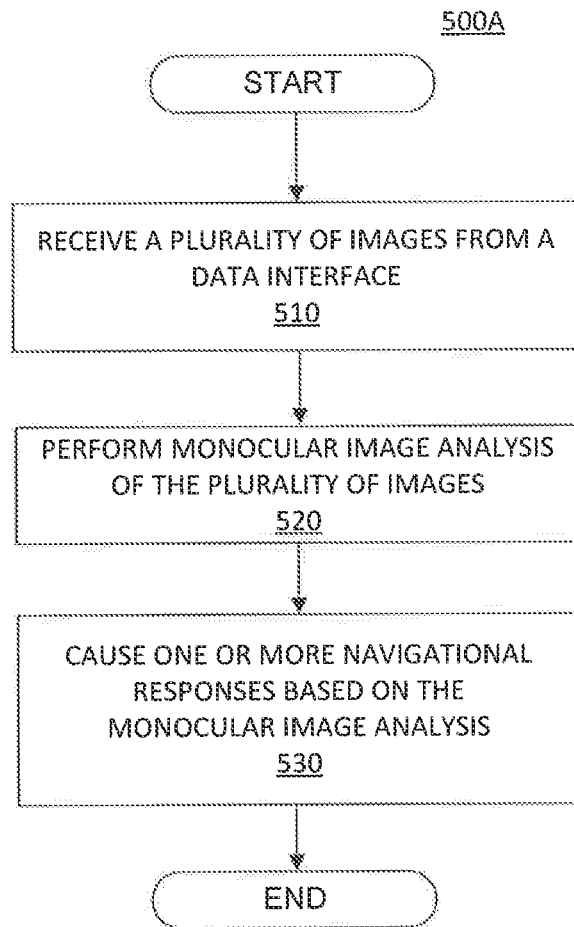 500A
START
RECEIVE A PLURALITY OF IMAGES FROM A
DATA INTERFACE
510
PERFORM MONOCULAR IMAGE ANALYSIS
OF THE PLURALITY OF IMAGES
520
CAUSE ONE OR MORE NAVIGATIONAL
RESPONSES BASED ON THE
MONOCULAR IMAGE ANALYSIS
530
END